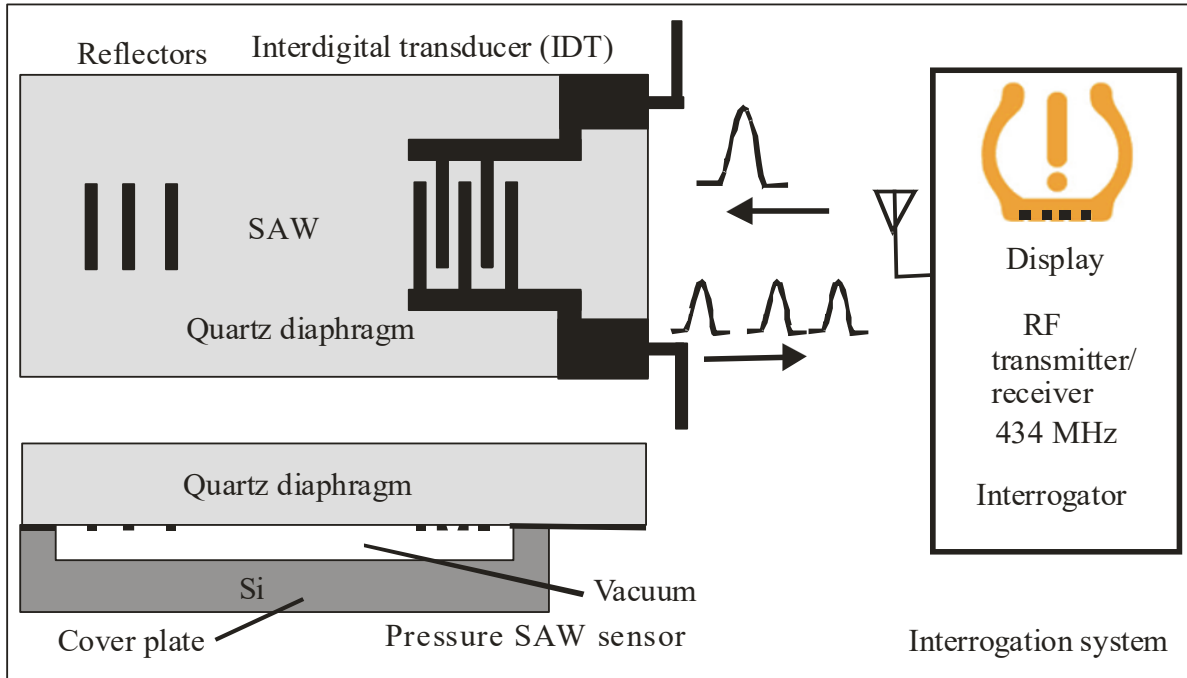 Reflectors
Interdigital transducer (IDT)
SAW
Quartz diaphragm
Display
RF
transmitter/
receiver
434 MHz
Interrogator
Quartz diaphragm
Si
Vacuum
Cover plate
Pressure SAW sensor
Interrogation system